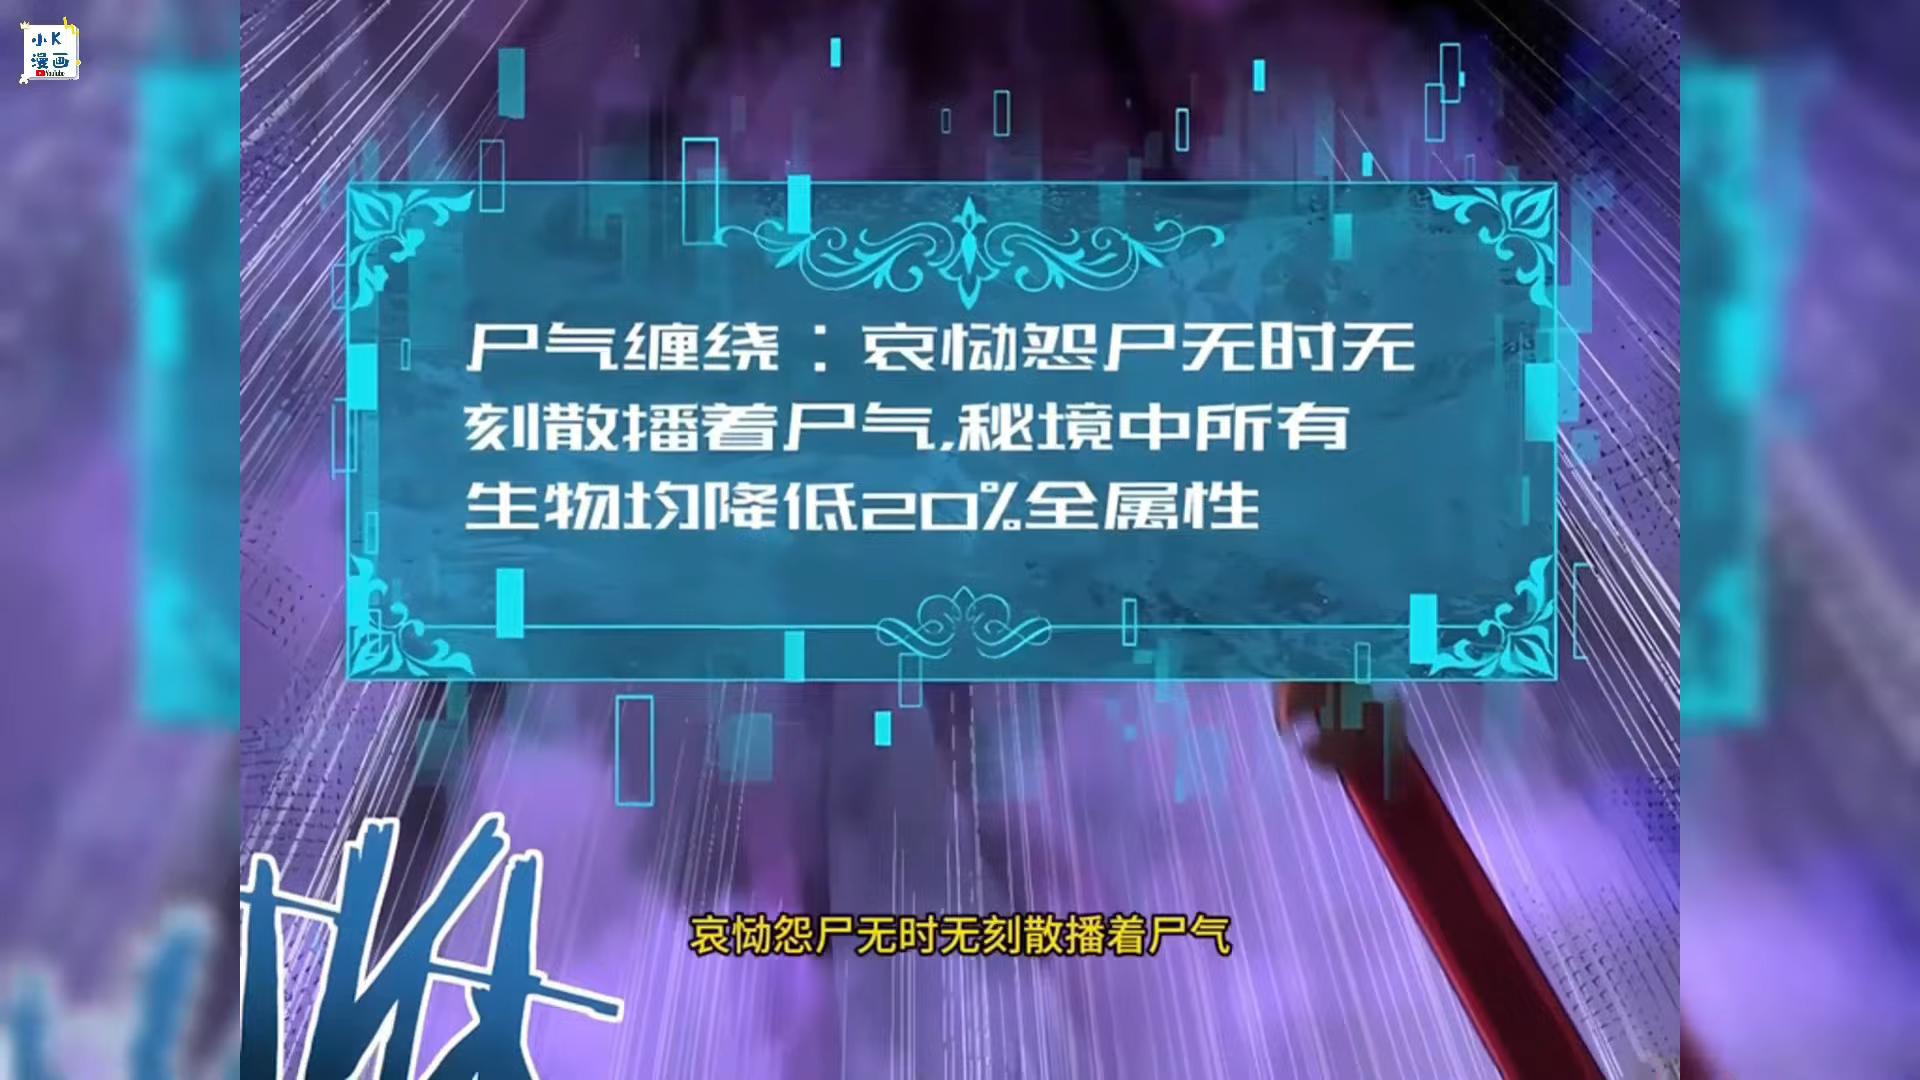 小K
漫画
YouTube
尸气缠绕：哀恸怨尸无时无
刻散播着尸气,秘境中所有
生物均降低20%全属性
哀恸怨尸无时无刻散播着尸气